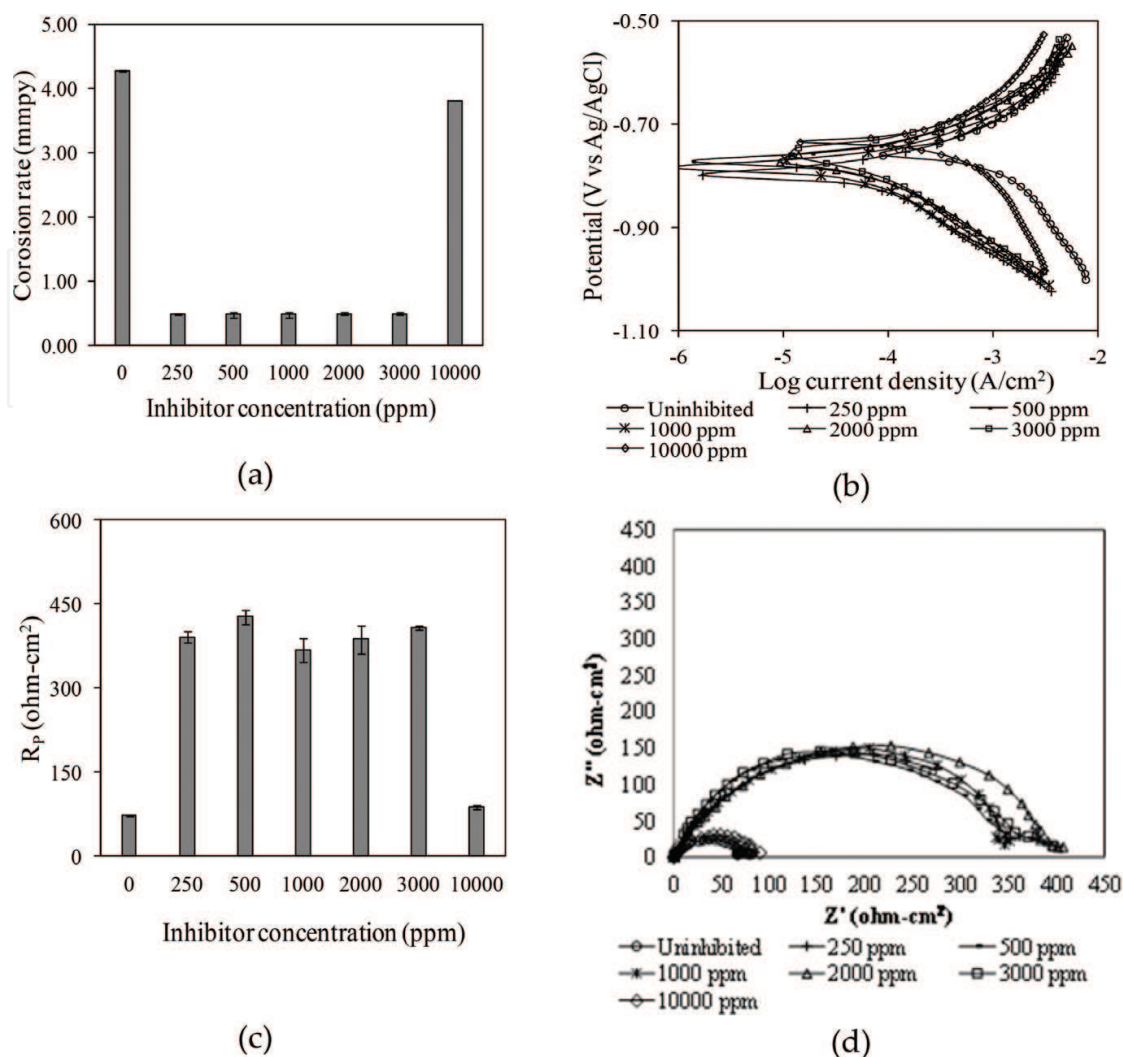 5.00
4.00
3.00
2.00
1.00
0.00
Corosion rate (mmpy)
0 250 500 1000 2000 3000 10000
Inhibitor concentration (ppm)
(a)
-0.50
-0.70
-0.90
-1.10
Potential (V vs Ag/AgCl)
-6 -5 -4 -3 -2
Log current density (A/cm²)
Uninhibited 250 ppm 500 ppm
1000 ppm 2000 ppm 3000 ppm
10000 ppm
(b)
600
450
300
150
0
Rₚ (ohm-cm²)
0 250 500 1000 2000 3000 10000
Inhibitor concentration (ppm)
(c)
450
400
350
300
250
200
150
100
50
0
Z'' (ohm-cm²)
0 50 100 150 200 250 300 350 400 450
Z' (ohm-cm²)
Uninhibited 250 ppm 500 ppm
1000 ppm 2000 ppm 3000 ppm
10000 ppm
(d)